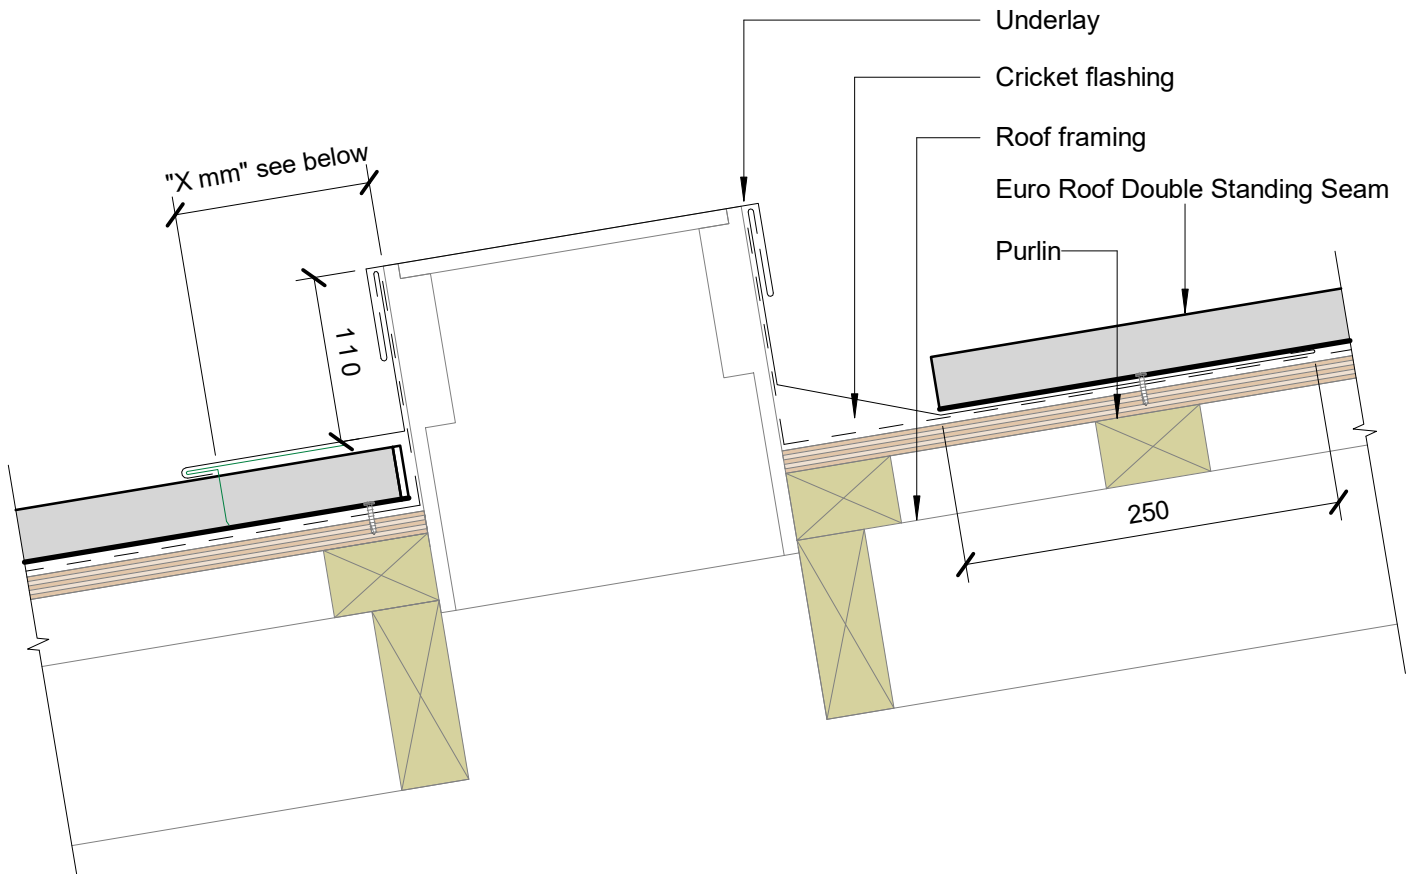 Underlay
Cricket flashing
Roof framing
"X mm" see below
Euro Roof Double Standing Seam
Purlin
110
250